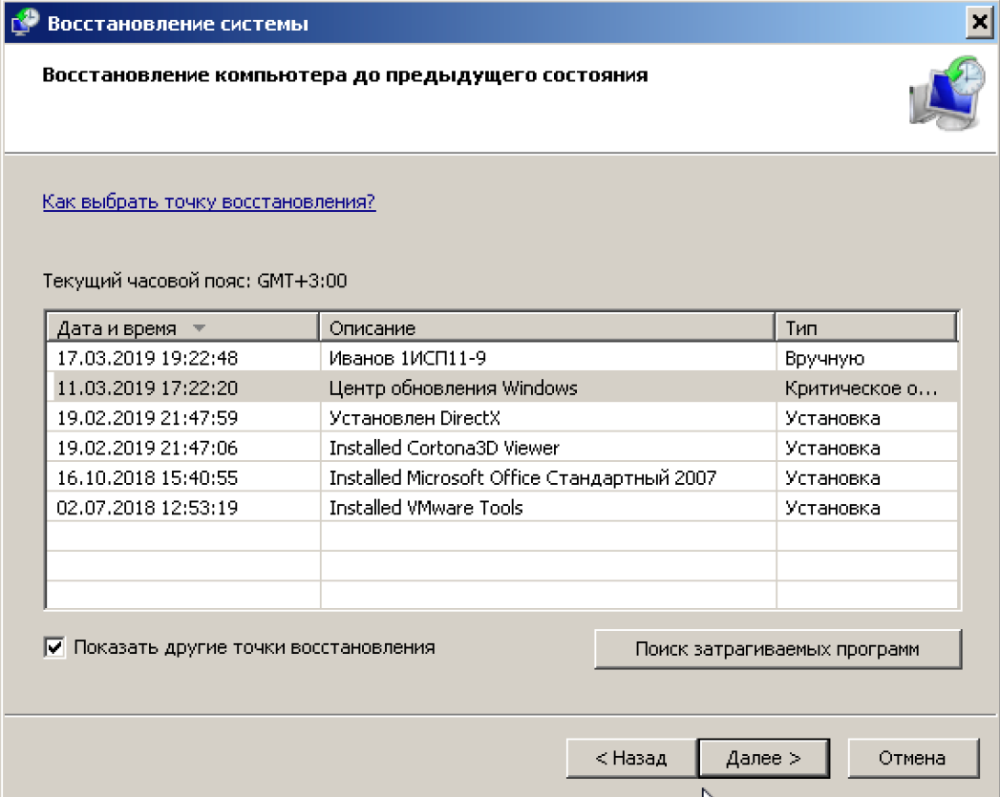 Восстановление системы
Восстановление компьютера до предыдущего состояния
Как выбрать точку восстановления?
Текущий часовой пояс: GMT+3:00
Дата и время Описание Тип
17.03.2019 19:22:48 Иванов 1ИСП11-9 Вручную
11.03.2019 17:22:20 Центр обновления Windows Критическое о...
19.02.2019 21:47:59 Установлен DirectX Установка
19.02.2019 21:47:06 Installed Cortona3D Viewer Установка
16.10.2018 15:40:55 Installed Microsoft Office Стандартный 2007 Установка
02.07.2018 12:53:19 Installed VMware Tools Установка
Показать другие точки восстановления Поиск затрагиваемых программ
< Назад Далее > Отмена